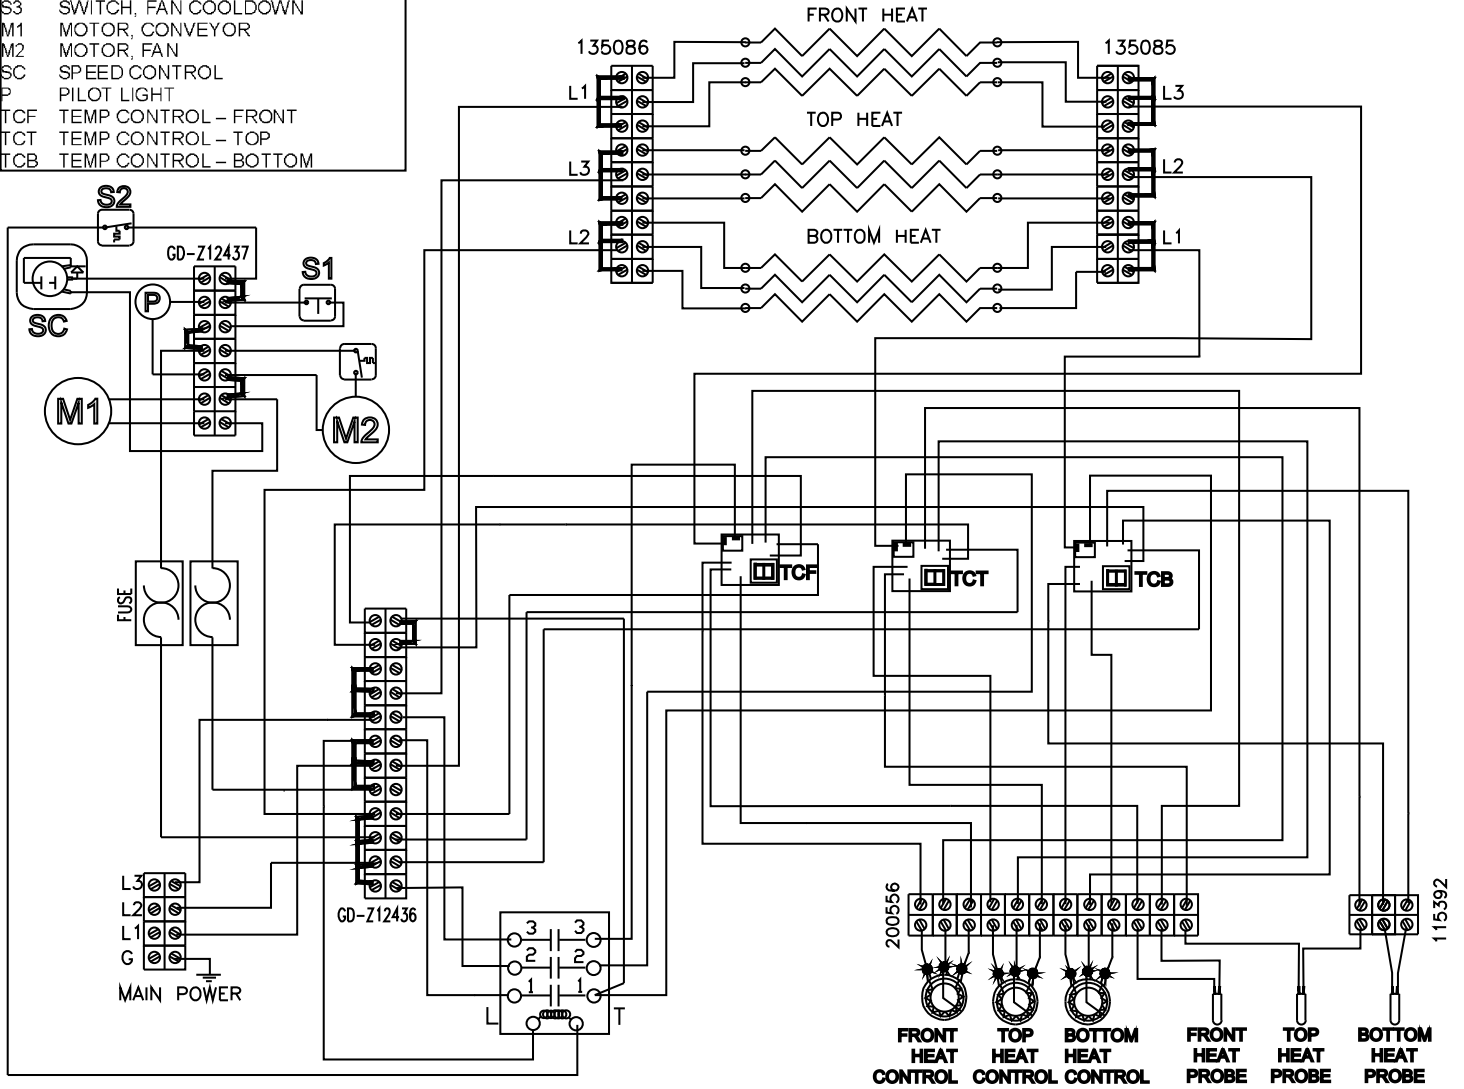 S3 SWITCH, FAN COOLDOWN
M1 MOTOR, CONVEYOR
M2 MOTOR, FAN
SC SPEED CONTROL
P PILOT LIGHT
TCF TEMP CONTROL – FRONT
TCT TEMP CONTROL – TOP
TCB TEMP CONTROL – BOTTOM
FRONT HEAT
135086
135085
L1
L3
TOP HEAT
L3
L2
BOTTOM HEAT
L2
L1
S2
GD-Z12437
S1
P
SC
M1
M2
FUSE
TCF
TCT
TCB
GD-Z12436
L3
L2
L1
G
MAIN POWER
3 3
2 2
1 1
L T
200556
115392
FRONT HEAT CONTROL
TOP HEAT CONTROL
BOTTOM HEAT CONTROL
FRONT HEAT PROBE
TOP HEAT PROBE
BOTTOM HEAT PROBE